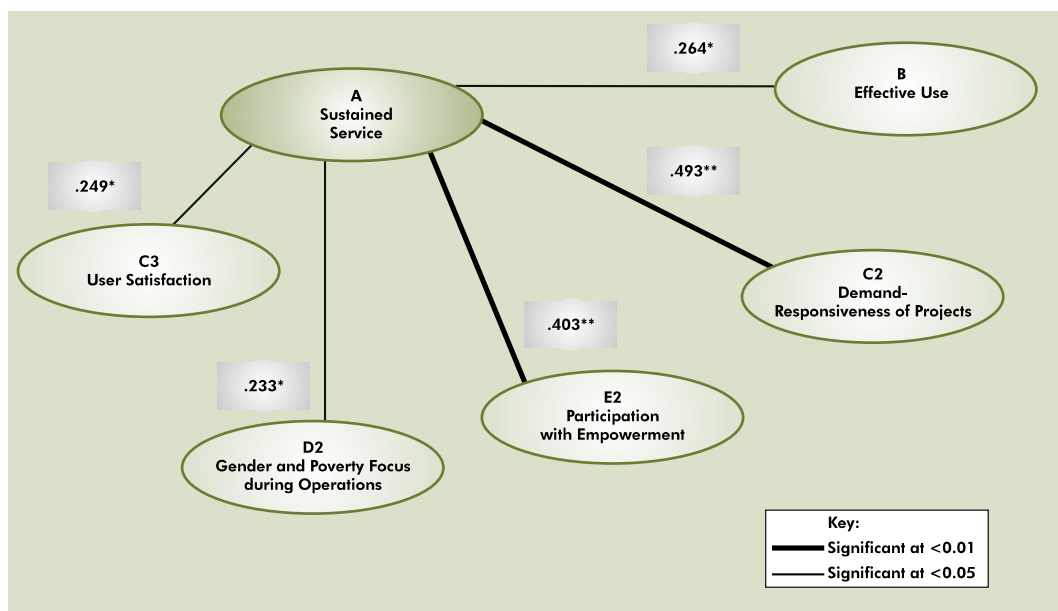 .264*
B
Effective Use
A
Sustained
Service
.493**
.249*
C3
User Satisfaction
C2
Demand-
Responsiveness of Projects
.403**
.233*
E2
Participation
with Empowerment
D2
Gender and Poverty Focus
during Operations
Key:
Significant at <0.01
Significant at <0.05